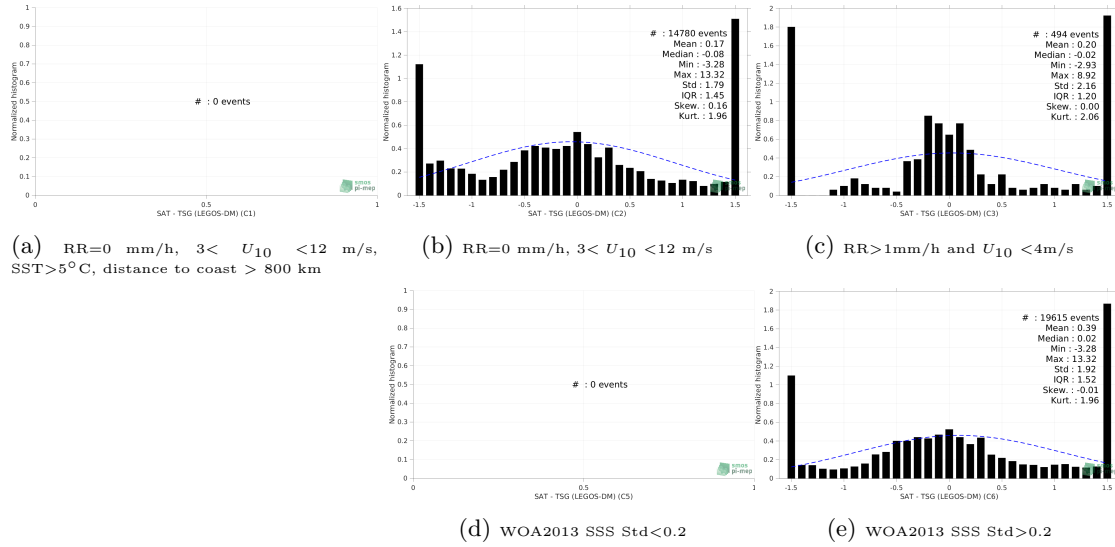 1
0.9
0.8
0.7
0.6
0.5
0.4
0.3
0.2
0.1
0
Normalized histogram
# : 0 events
smos
pi-mep
0 0.5 1
SAT - TSG (LEGOS-DM) (C1)
(a) RR=0 mm/h, 3< U10 <12 m/s,
SST>5°C, distance to coast > 800 km
1.6
1.4
1.2
1
0.8
0.6
0.4
0.2
0
Normalized histogram
# : 14780 events
Mean : 0.17
Median : -0.08
Min : -3.28
Max : 13.32
Std : 1.79
IQR : 1.45
Skew. : 0.16
Kurt. : 1.96
smos
pi-mep
-1.5 -1 -0.5 0 0.5 1 1.5
SAT - TSG (LEGOS-DM) (C2)
(b) RR=0 mm/h, 3< U10 <12 m/s
2
1.8
1.6
1.4
1.2
1
0.8
0.6
0.4
0.2
0
Normalized histogram
# : 494 events
Mean : 0.20
Median : -0.02
Min : -2.93
Max : 8.92
Std : 2.16
IQR : 1.20
Skew. : 0.00
Kurt. : 2.06
smos
pi-mep
-1.5 -1 -0.5 0 0.5 1 1.5
SAT - TSG (LEGOS-DM) (C3)
(c) RR>1mm/h and U10 <4m/s
1
0.9
0.8
0.7
0.6
0.5
0.4
0.3
0.2
0.1
0
Normalized histogram
# : 0 events
smos
pi-mep
0 0.5 1
SAT - TSG (LEGOS-DM) (C5)
(d) WOA2013 SSS Std<0.2
2
1.8
1.6
1.4
1.2
1
0.8
0.6
0.4
0.2
0
Normalized histogram
# : 19615 events
Mean : 0.39
Median : 0.02
Min : -3.28
Max : 13.32
Std : 1.92
IQR : 1.52
Skew. : -0.01
Kurt. : 1.96
smos
pi-mep
-1.5 -1 -0.5 0 0.5 1 1.5
SAT - TSG (LEGOS-DM) (C6)
(e) WOA2013 SSS Std>0.2